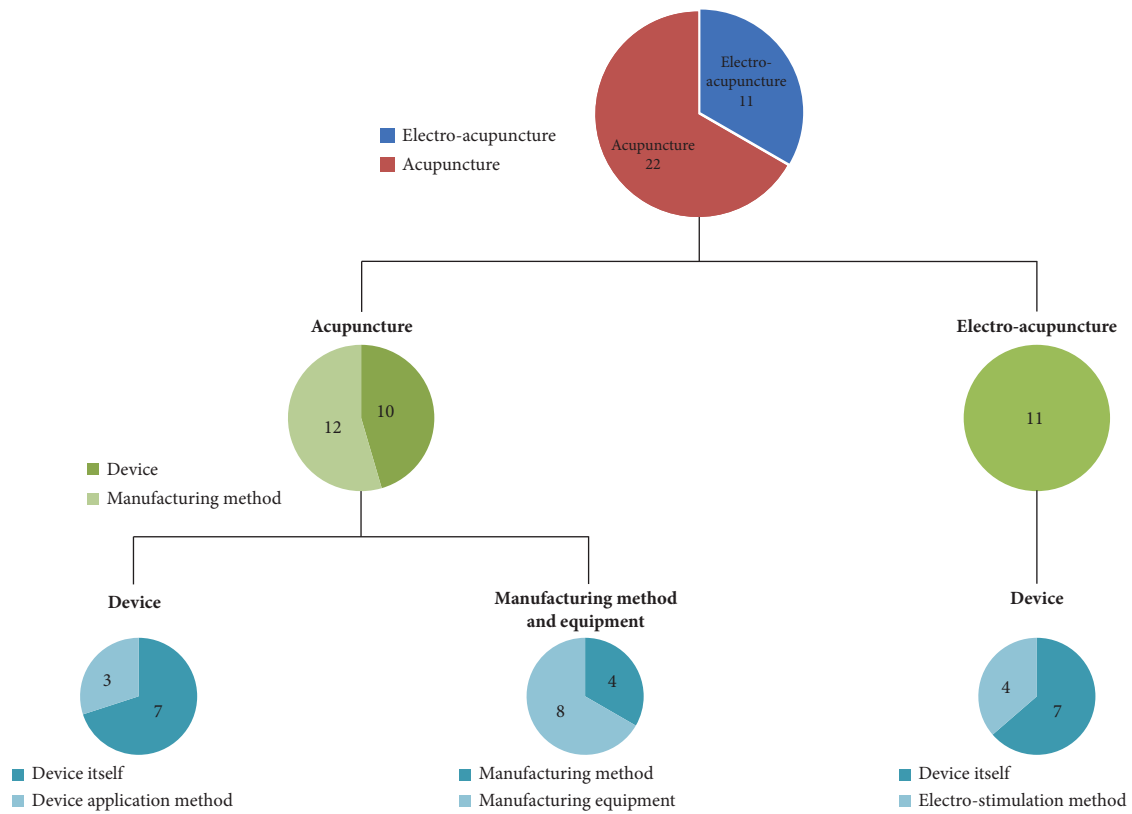 Electro-
acupuncture
11
Acupuncture
22
Electro-acupuncture
Acupuncture
Acupuncture
Electro-acupuncture
10
12
11
Device
Manufacturing method
Device
Manufacturing method
and equipment
Device
3
7
4
8
4
7
Device itself
Device application method
Manufacturing method
Manufacturing equipment
Device itself
Electro-stimulation method